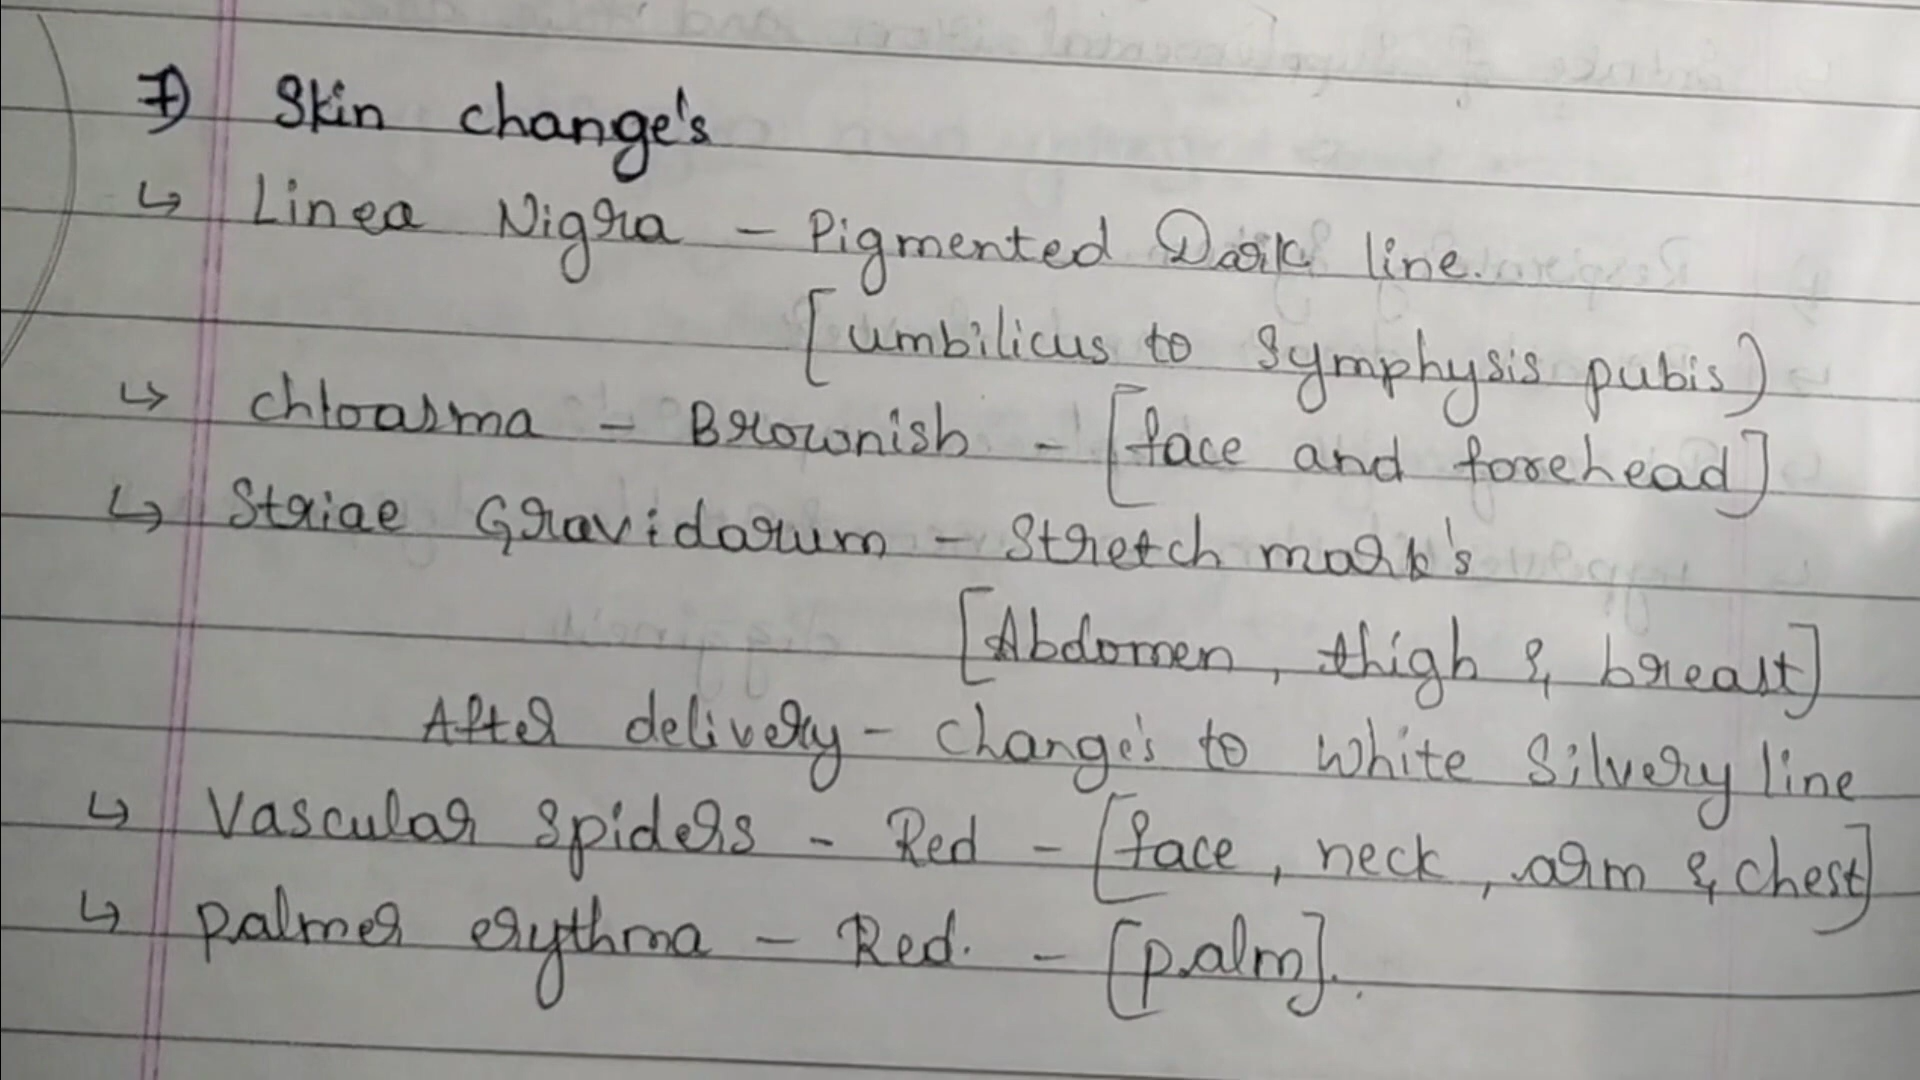 7) Skin change's
↳ Linea Nigra - Pigmented Dark line.
[umbilicus to Symphysis pubis)
↳ chloasma - Brownish - [face and forehead]
↳ Striae Gravidarum - Stretch mark's
[Abdomen, thigh & breast]
After delivery - change's to white Silvery line
↳ Vascular Spiders - Red - [face, neck, arm & chest]
↳ Palmer erythma - Red. - [palm].